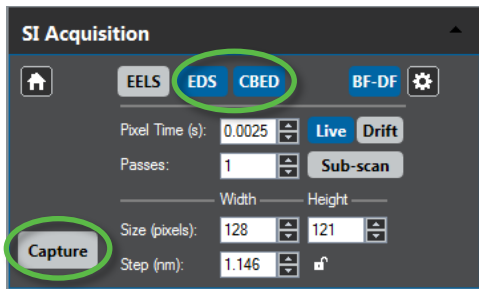 SI Acquisition
EELS EDS CBED BF-DF
Pixel Time (s): 0.0025 Live Drift
Passes: 1 Sub-scan
Width Height
Size (pixels): 128 121
Capture
Step (nm): 1.146